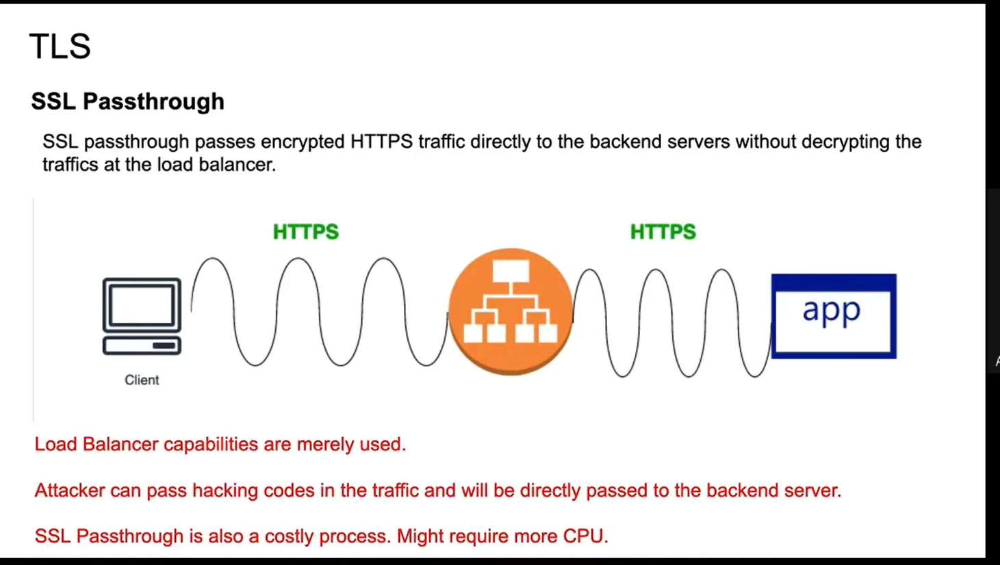 TLS
SSL Passthrough
SSL passthrough passes encrypted HTTPS traffic directly to the backend servers without decrypting the
traffics at the load balancer.
HTTPS
HTTPS
app
Client
Load Balancer capabilities are merely used.
Attacker can pass hacking codes in the traffic and will be directly passed to the backend server.
SSL Passthrough is also a costly process. Might require more CPU.